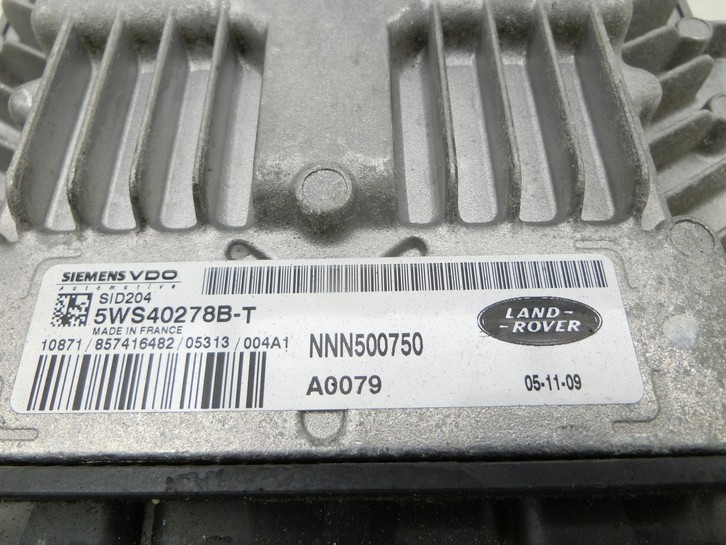 SIEMENS VDO
Automotive
SID204
5WS40278B-T
MADE IN FRANCE
10871/857416482/05313/004A1
NNN500750
A0079
LAND-
ROVER
05-11-09